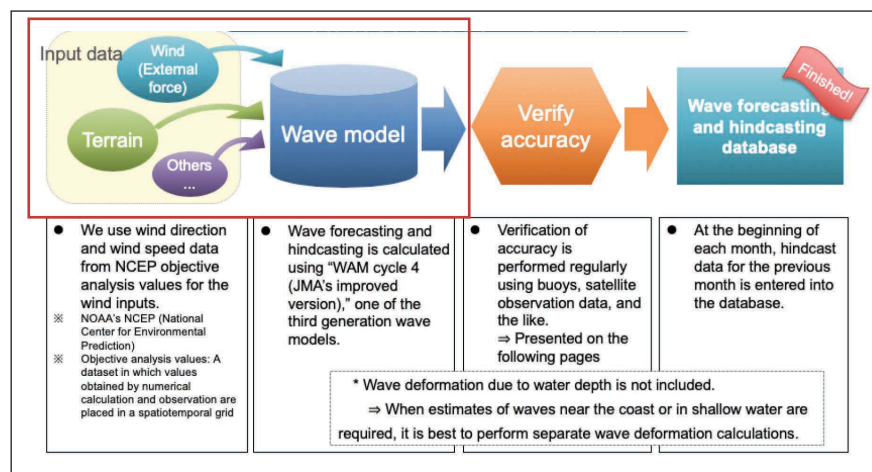 Input data
Wind
(External
force)
Terrain
Others
...
Wave model
Verify
accuracy
Wave forecasting
and hindcasting
database
Finished!
● We use wind direction
and wind speed data
from NCEP objective
analysis values for the
wind inputs.
※ NOAA's NCEP (National
Center for Environmental
Prediction)
※ Objective analysis values: A
dataset in which values
obtained by numerical
calculation and observation are
placed in a spatiotemporal grid
● Wave forecasting and
hindcasting is calculated
using "WAM cycle 4
(JMA's improved
version)," one of the
third generation wave
models.
● Verification of
accuracy is
performed regularly
using buoys, satellite
observation data, and
the like.
⇒ Presented on the
following pages
● At the beginning of
each month, hindcast
data for the previous
month is entered into
the database.
* Wave deformation due to water depth is not included.
⇒ When estimates of waves near the coast or in shallow water are
required, it is best to perform separate wave deformation calculations.